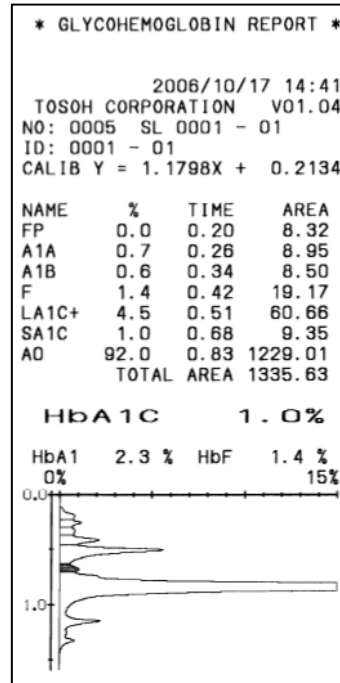 * GLYCOHEMOGLOBIN REPORT *
2006/10/17 14:41
TOSOH CORPORATION V01.04
NO: 0005 SL 0001 - 01
ID: 0001 - 01
CALIB Y = 1.1798X + 0.2134
NAME % TIME AREA
FP 0.0 0.20 8.32
A1A 0.7 0.26 8.95
A1B 0.6 0.34 8.50
F 1.4 0.42 19.17
LA1C+ 4.5 0.51 60.66
SA1C 1.0 0.68 9.35
A0 92.0 0.83 1229.01
TOTAL AREA 1335.63
HbA1C 1.0%
HbA1 2.3 % HbF 1.4 %
0% 15%
0.0
1.0